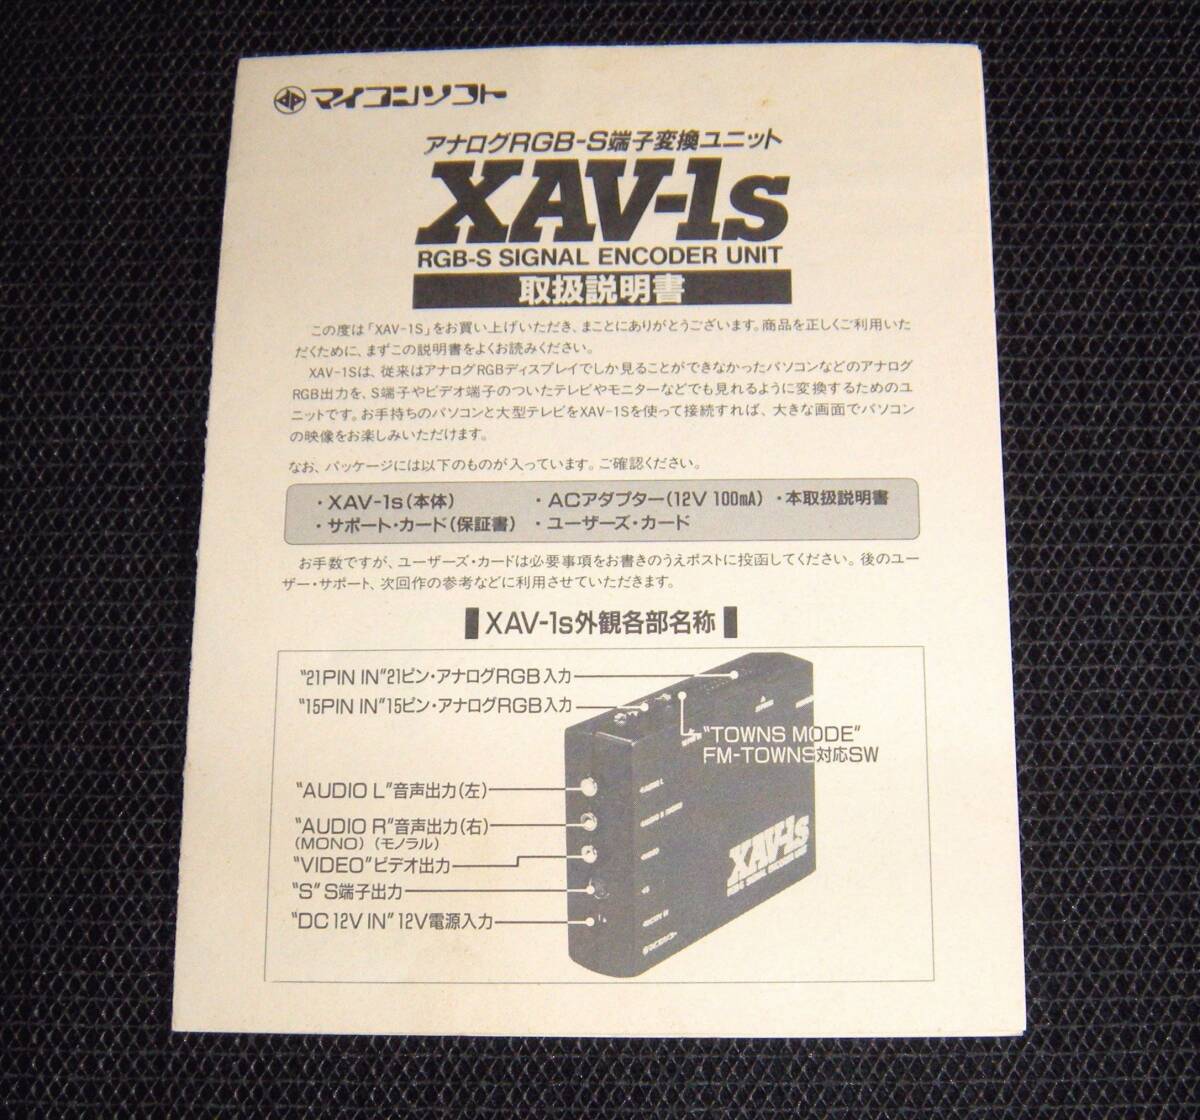 マイコンソフト
アナログRGB-S端子変換ユニット
XAV-1s
RGB-S SIGNAL ENCODER UNIT
取扱説明書
この度は「XAV-1S」をお買い上げいただき、まことにありがとうございます。商品を正しくご利用いた
だくために、まずこの説明書をよくお読みください。
XAV-1Sは、従来はアナログRGBディスプレイでしか見ることができなかったパソコンなどのアナログ
RGB出力を、S端子やビデオ端子のついたテレビやモニターなどでも見れるように変換するためのユ
ニットです。お手持ちのパソコンと大型テレビをXAV-1Sを使って接続すれば、大きな画面でパソコン
の映像をお楽しみいただけます。
なお、パッケージには以下のものが入っています。ご確認ください。
・XAV-1s(本体) ・ACアダプター(12V 100mA) ・本取扱説明書
・サポート・カード(保証書) ・ユーザーズ・カード
お手数ですが、ユーザーズ・カードは必要事項をお書きのうえポストに投函してください。後のユー
ザー・サポート、次回作の参考などに利用させていただきます。
XAV-1s外観各部名称
"21PIN IN"21ピン・アナログRGB入力
"15PIN IN"15ピン・アナログRGB入力
"TOWNS MODE"
FM-TOWNS対応SW
"AUDIO L"音声出力(左)
"AUDIO R"音声出力(右)
(MONO) (モノラル)
"VIDEO"ビデオ出力
"S"S端子出力
"DC 12V IN"12V電源入力
AUDIO L
XAV-1s
RGB-S SIGNAL ENCODER UNIT
マイコンソフト